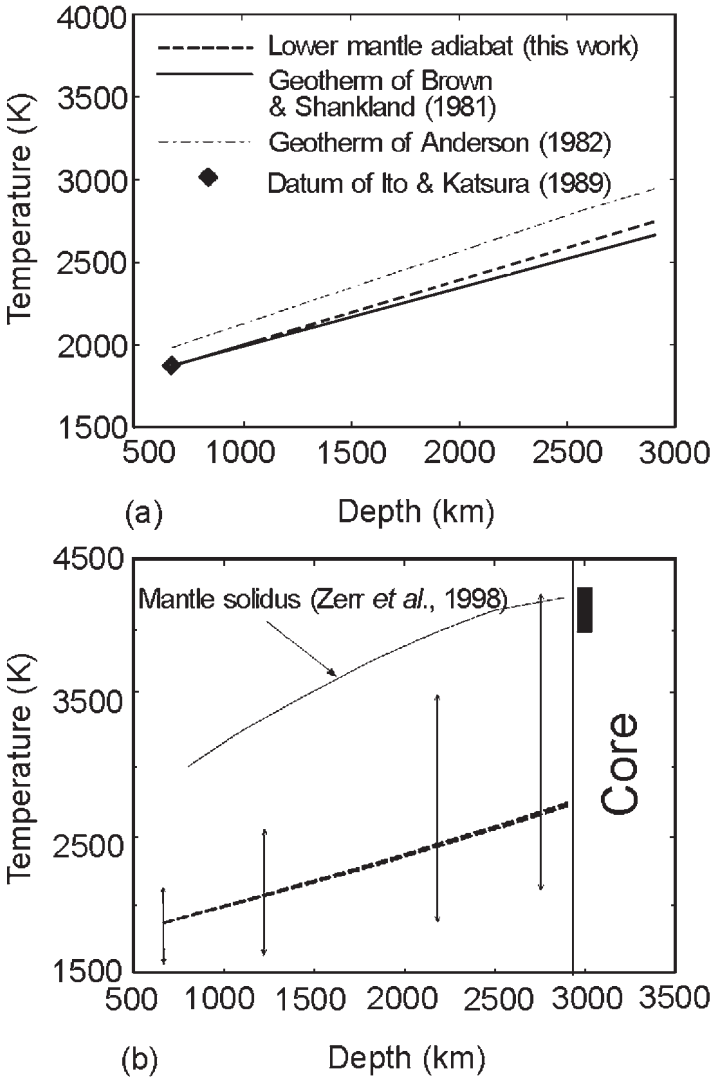 4000
3500
3000
2500
2000
1500
Temperature (K)
Lower mantle adiabat (this work)
Geotherm of Brown
& Shankland (1981)
Geotherm of Anderson (1982)
Datum of Ito & Katsura (1989)
500 1000 1500 2000 2500 3000
(a) Depth (km)
4500
3500
2500
1500
Temperature (K)
Mantle solidus (Zerr et al., 1998)
Core
500 1000 1500 2000 2500 3000 3500
(b) Depth (km)